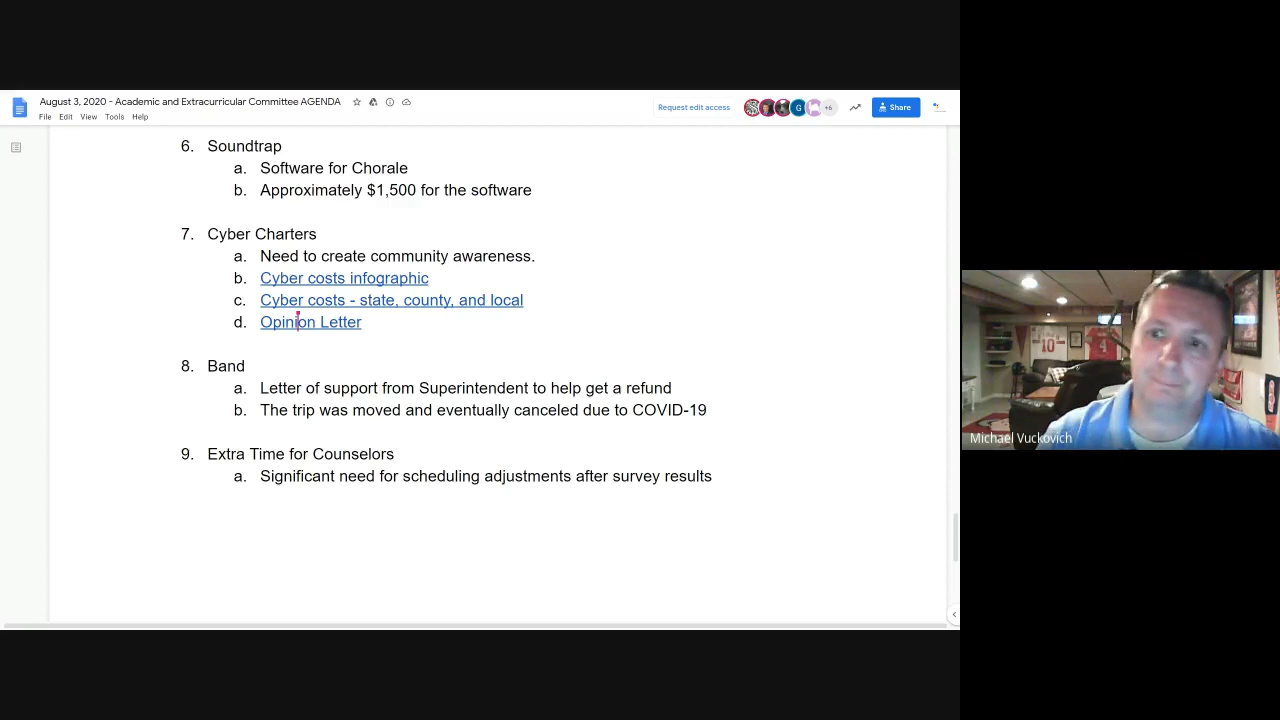 August 3, 2020 - Academic and Extracurricular Committee AGENDA
File Edit View Tools Help
Request edit access
G
+6
Share
6. Soundtrap
a. Software for Chorale
b. Approximately $1,500 for the software
7. Cyber Charters
a. Need to create community awareness.
b. Cyber costs infographic
c. Cyber costs - state, county, and local
d. Opinion Letter
8. Band
a. Letter of support from Superintendent to help get a refund
b. The trip was moved and eventually canceled due to COVID-19
9. Extra Time for Counselors
a. Significant need for scheduling adjustments after survey results
10
4
Michael Vuckovich